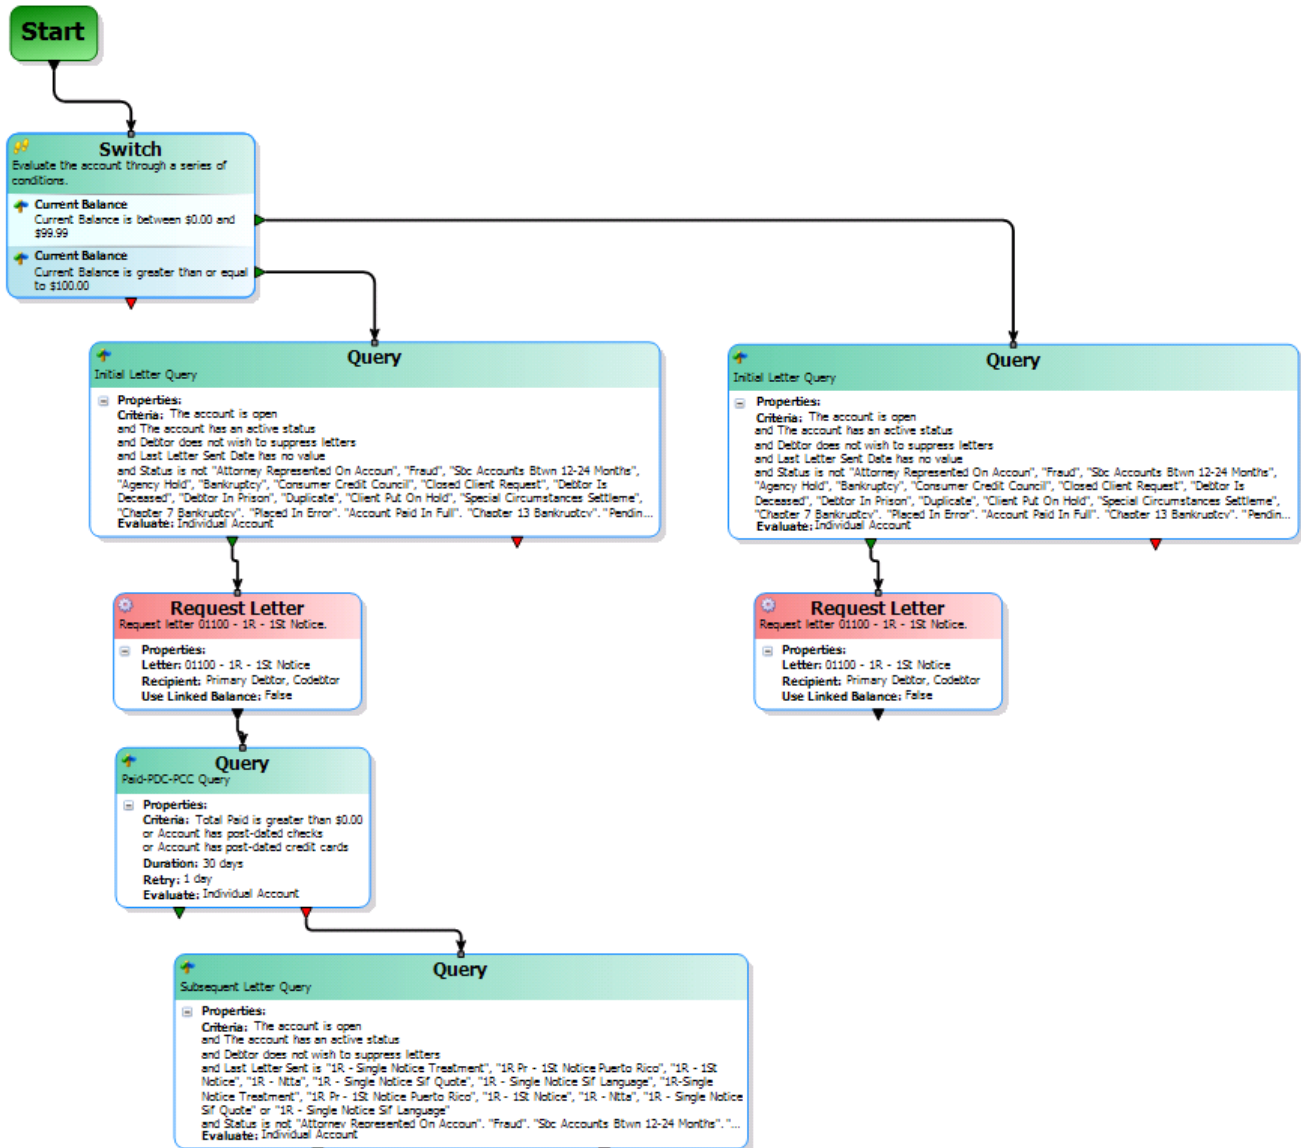 Start
Switch
Evaluate the account through a series of
conditions.
Current Balance
Current Balance is between $0.00 and
$99.99
Current Balance
Current Balance is greater than or equal
to $100.00
Query
Initial Letter Query
Properties:
Criteria: The account is open
and The account has an active status
and Debtor does not wish to suppress letters
and Last Letter Sent Date has no value
and Status is not "Attorney Represented On Accoun", "Fraud", "Sbc Accounts Btwn 12-24 Months",
"Agency Hold", "Bankruptcy", "Consumer Credit Council", "Closed Client Request", "Debtor Is
Deceased", "Debtor In Prison", "Duplicate", "Client Put On Hold", "Special Circumstances Settleme",
"Chapter 7 Bankruptcy", "Placed In Error", "Account Paid In Full", "Chapter 13 Bankruptcy", "Pendin...
Evaluate: Individual Account
Query
Initial Letter Query
Properties:
Criteria: The account is open
and The account has an active status
and Debtor does not wish to suppress letters
and Last Letter Sent Date has no value
and Status is not "Attorney Represented On Accoun", "Fraud", "Sbc Accounts Btwn 12-24 Months",
"Agency Hold", "Bankruptcy", "Consumer Credit Council", "Closed Client Request", "Debtor Is
Deceased", "Debtor In Prison", "Duplicate", "Client Put On Hold", "Special Circumstances Settleme",
"Chapter 7 Bankruptcy", "Placed In Error", "Account Paid In Full", "Chapter 13 Bankruptcy", "Pendin...
Evaluate: Individual Account
Request Letter
Request letter 01100 - 1R - 1St Notice.
Properties:
Letter: 01100 - 1R - 1St Notice
Recipient: Primary Debtor, Codebtor
Use Linked Balance: False
Request Letter
Request letter 01100 - 1R - 1St Notice.
Properties:
Letter: 01100 - 1R - 1St Notice
Recipient: Primary Debtor, Codebtor
Use Linked Balance: False
Query
Paid-PDC-PCC Query
Properties:
Criteria: Total Paid is greater than $0.00
or Account has post-dated checks
or Account has post-dated credit cards
Duration: 30 days
Retry: 1 day
Evaluate: Individual Account
Query
Subsequent Letter Query
Properties:
Criteria: The account is open
and The account has an active status
and Debtor does not wish to suppress letters
and Last Letter Sent is "1R - Single Notice Treatment", "1R Pr - 1St Notice Puerto Rico", "1R - 1St
Notice", "1R - Ntta", "1R - Single Notice Sif Quote", "1R - Single Notice Sif Language", "1R-Single
Notice Treatment", "1R Pr - 1St Notice Puerto Rico", "1R - 1St Notice", "1R - Ntta", "1R - Single Notice
Sif Quote" or "1R - Single Notice Sif Language"
and Status is not "Attorney Represented On Accoun", "Fraud", "Sbc Accounts Btwn 12-24 Months", "...
Evaluate: Individual Account